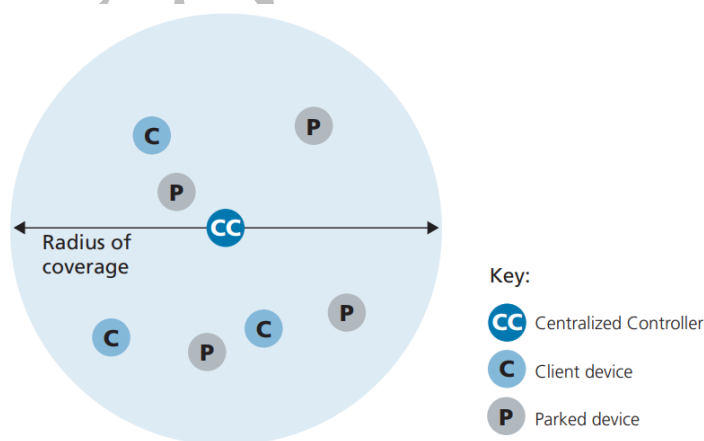 C
P
P
CC
Radius of
coverage
P
C
C
P
Key:
CC Centralized Controller
C Client device
P Parked device